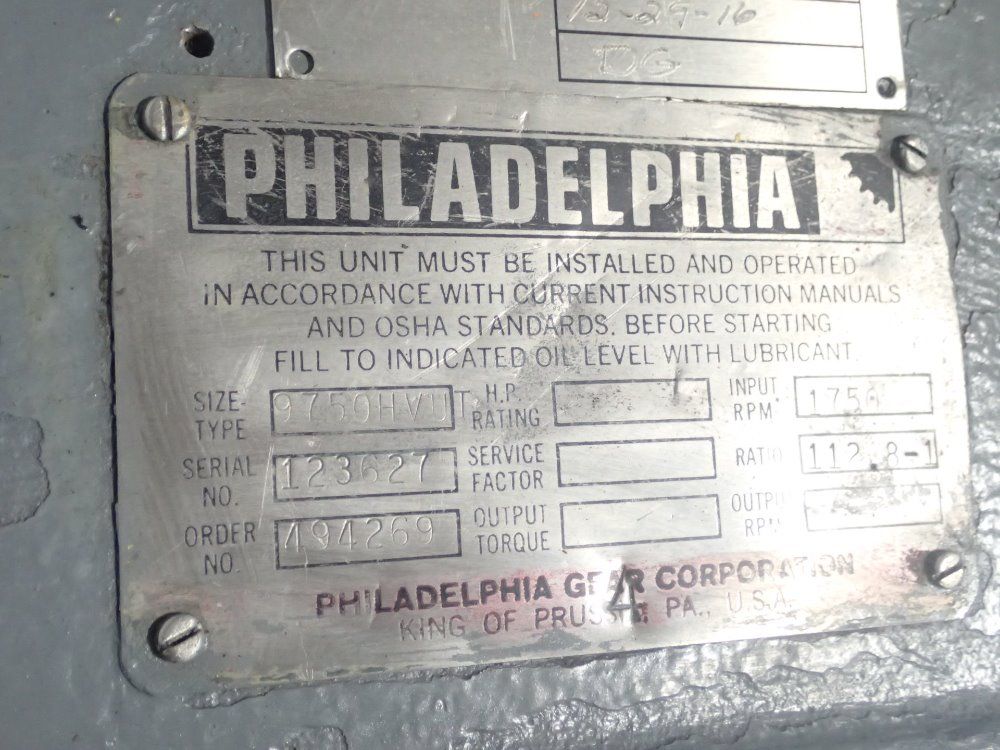 12-29-16
DG
PHILADELPHIA
THIS UNIT MUST BE INSTALLED AND OPERATED
IN ACCORDANCE WITH CURRENT INSTRUCTION MANUALS
AND OSHA STANDARDS. BEFORE STARTING
FILL TO INDICATED OIL LEVEL WITH LUBRICANT.
SIZE-TYPE 9750HVUT H.P. RATING INPUT RPM 1750
SERIAL NO. 123627 SERVICE FACTOR RATIO 112.8-1
ORDER NO. 494269 OUTPUT TORQUE OUTPUT RPM
PHILADELPHIA GEAR CORPORATION
KING OF PRUSSIA, PA., U.S.A.
4